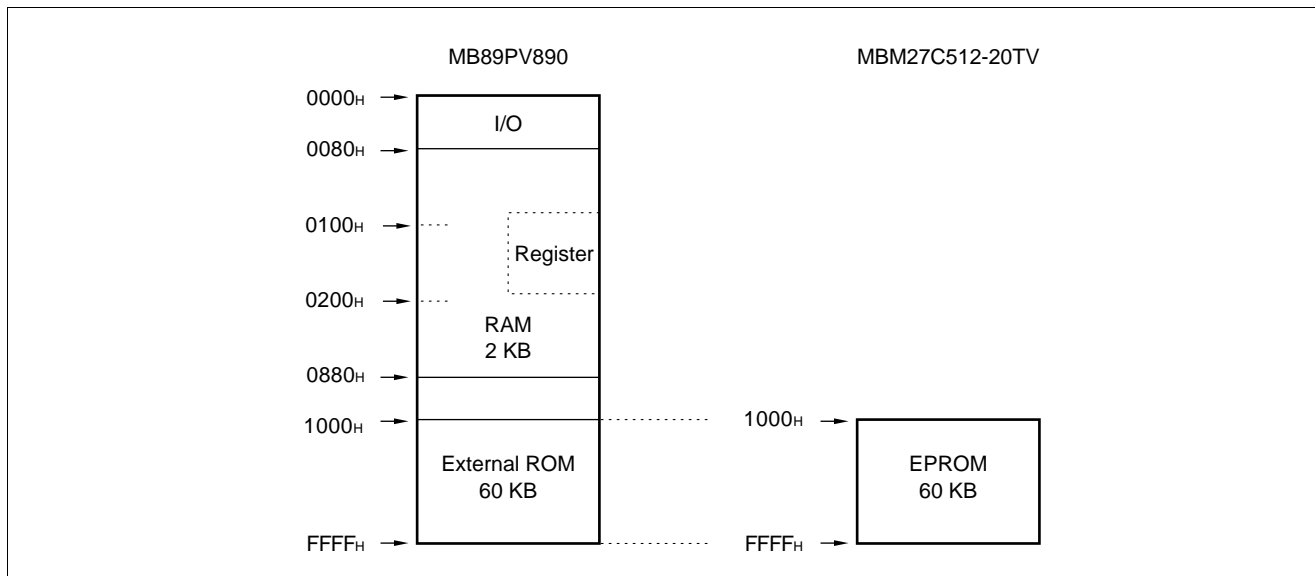 MB89PV890
MBM27C512-20TV
0000H
I/O
0080H
0100H
Register
0200H
RAM
2 KB
0880H
1000H
1000H
External ROM
60 KB
EPROM
60 KB
FFFFH
FFFFH